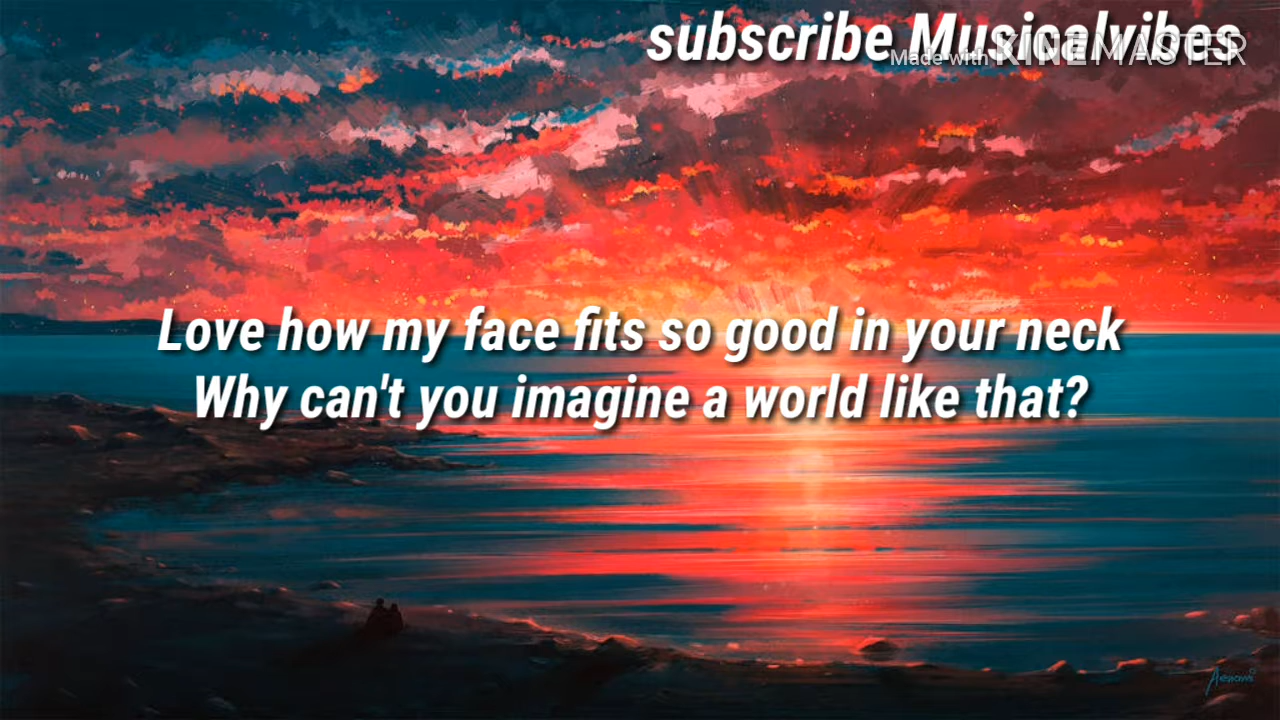 subscribe Musicalvibes
Made with KINEMASTER
Love how my face fits so good in your neck
Why can't you imagine a world like that?
Aenami